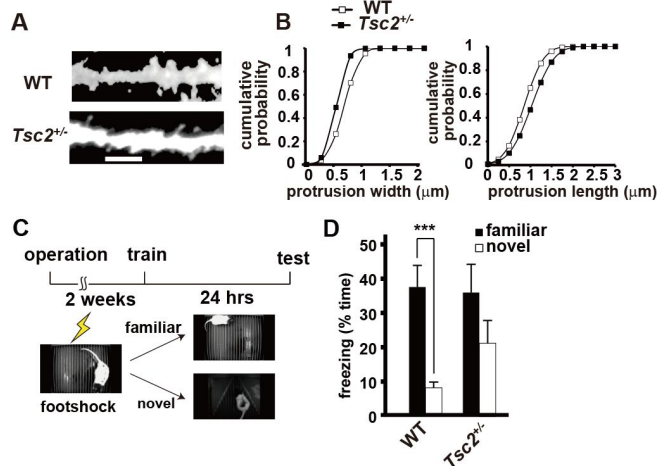 A
WT
Tsc2+/-
B
WT
Tsc2+/-
cumulative
probability
1
0.8
0.6
0.4
0.2
0
0 0.5 1 1.5 2
protrusion width (μm)
cumulative
probability
1
0.8
0.6
0.4
0.2
0
0 0.5 1 1.5 2 2.5 3
protrusion length (μm)
C
operation train test
2 weeks 24 hrs
familiar
novel
footshock
D
familiar
novel
***
freezing (% time)
50
40
30
20
10
0
WT
Tsc2+/-